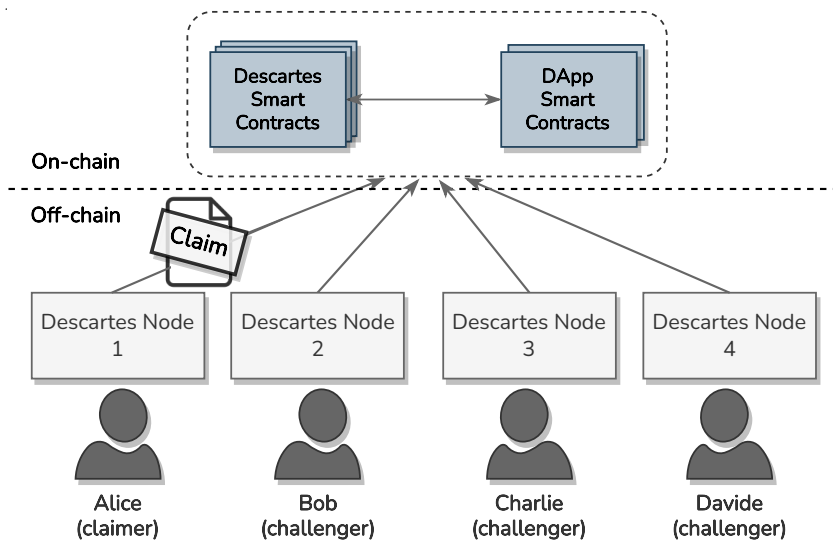 Descartes
Smart
Contracts
DApp
Smart
Contracts
On-chain
Off-chain
Claim
Descartes Node
1
Descartes Node
2
Descartes Node
3
Descartes Node
4
Alice
(claimer)
Bob
(challenger)
Charlie
(challenger)
Davide
(challenger)